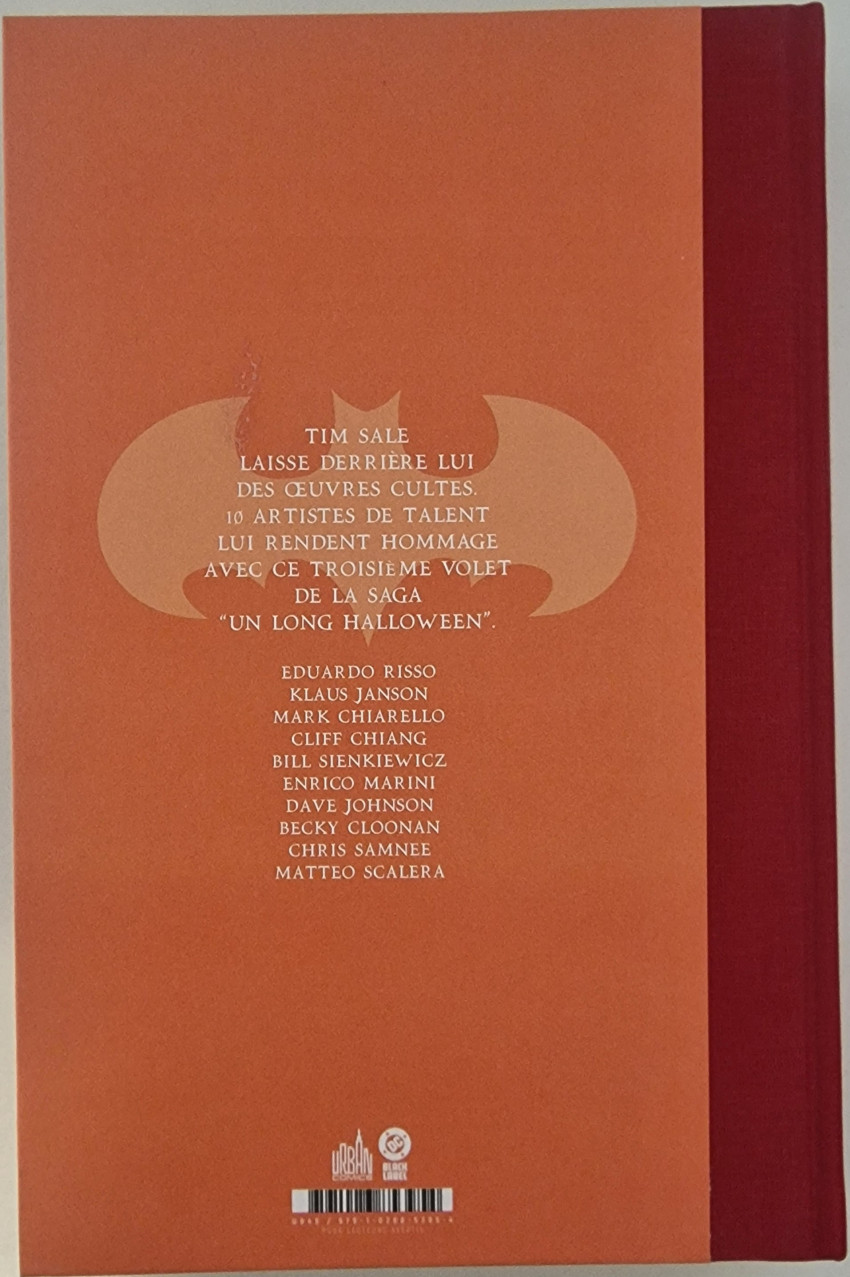 TIM SALE
LAISSE DERRIÈRE LUI
DES ŒUVRES CULTES.
10 ARTISTES DE TALENT
LUI RENDENT HOMMAGE
AVEC CE TROISIÈME VOLET
DE LA SAGA
“UN LONG HALLOWEEN”.
EDUARDO RISSO
KLAUS JANSON
MARK CHIARELLO
CLIFF CHIANG
BILL SIENKIEWICZ
ENRICO MARINI
DAVE JOHNSON
BECKY CLOONAN
CHRIS SAMNEE
MATTEO SCALERA
URBAN
COMICS
DC
BLACK
LABEL